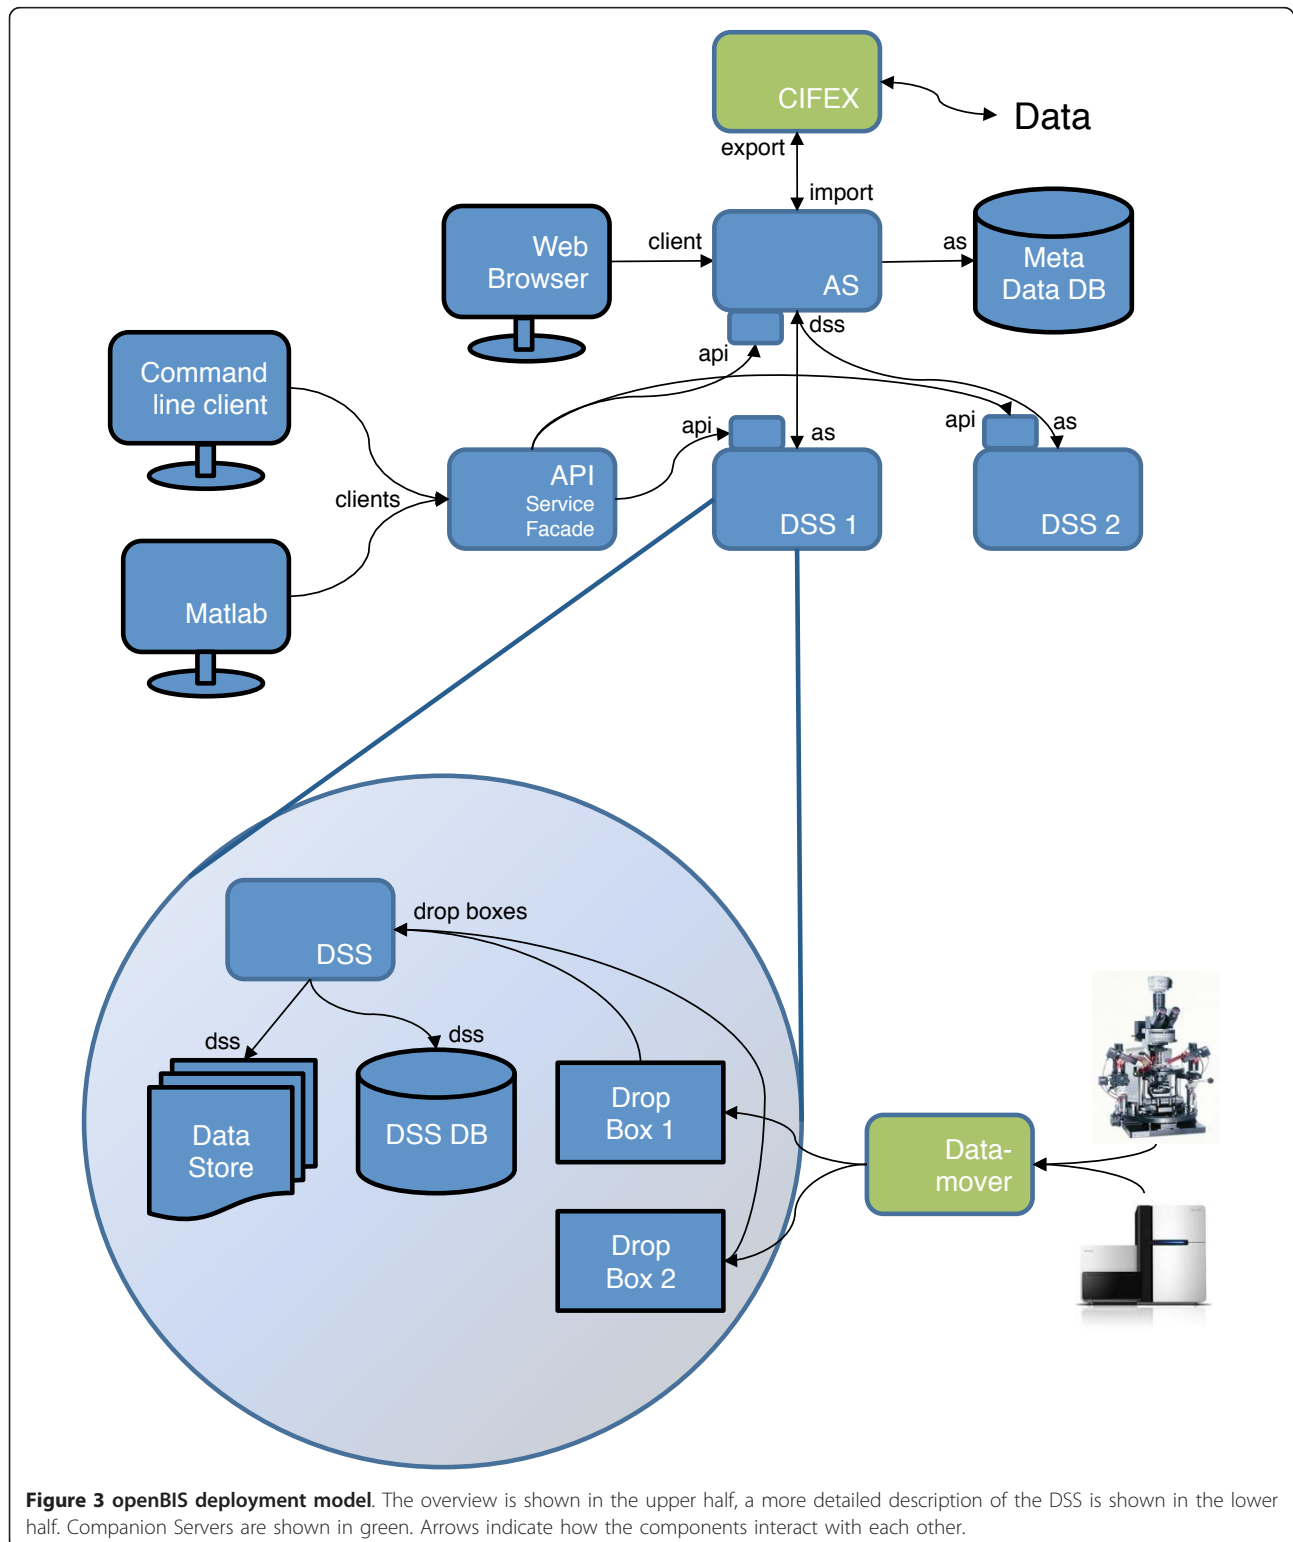 CIFEX
Data
export
import
Web
Browser
client
AS
as
Meta
Data DB
dss
api
Command
line client
clients
API
Service
Facade
api
as
DSS 1
api
as
DSS 2
Matlab
drop boxes
DSS
dss
dss
Data
Store
DSS DB
Drop
Box 1
Drop
Box 2
Data-
mover
Figure 3 openBIS deployment model. The overview is shown in the upper half, a more detailed description of the DSS is shown in the lower
half. Companion Servers are shown in green. Arrows indicate how the components interact with each other.